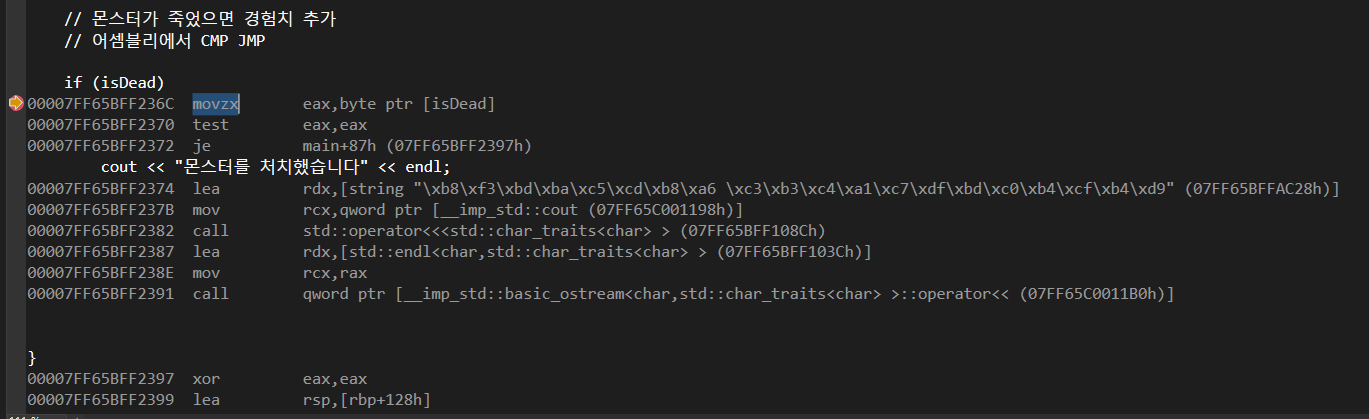 // 몬스터가 죽었으면 경험치 추가
// 어셈블리에서 CMP JMP
if (isDead)
00007FF65BFF236C movzx eax,byte ptr [isDead]
00007FF65BFF2370 test eax,eax
00007FF65BFF2372 je main+87h (07FF65BFF2397h)
cout << "몬스터를 처치했습니다" << endl;
00007FF65BFF2374 lea rdx,[string "\xb8\xf3\xbd\xba\xc5\xcd\xb8\xa6 \xc3\xb3\xc4\xa1\xc7\xdf\xbd\xc0\xb4\xcf\xb4\xd9" (07FF65BFFAC28h)]
00007FF65BFF237B mov rcx,qword ptr [__imp_std::cout (07FF65C001198h)]
00007FF65BFF2382 call std::operator<<<std::char_traits<char> > (07FF65BFF108Ch)
00007FF65BFF2387 lea rdx,[std::endl<char,std::char_traits<char> > (07FF65BFF103Ch)]
00007FF65BFF238E mov rcx,rax
00007FF65BFF2391 call qword ptr [__imp_std::basic_ostream<char,std::char_traits<char> >::operator<< (07FF65C0011B0h)]
}
00007FF65BFF2397 xor eax,eax
00007FF65BFF2399 lea rsp,[rbp+128h]